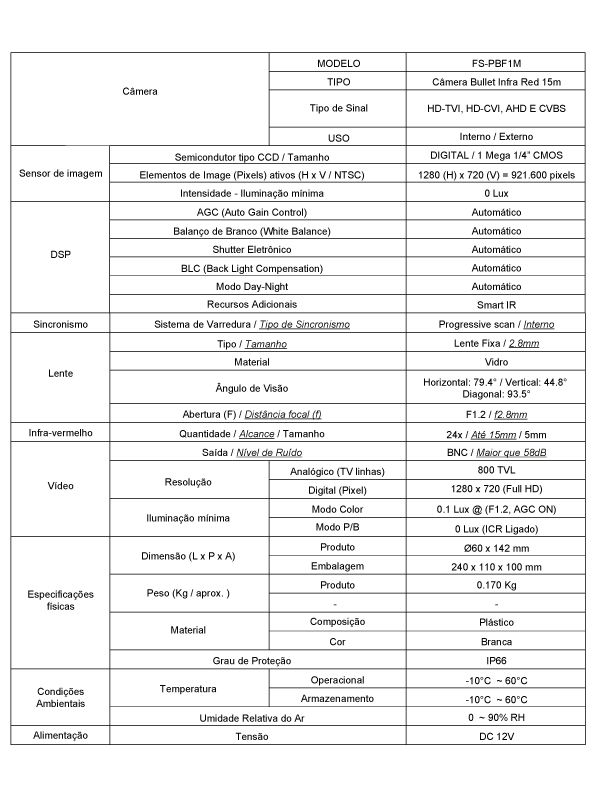 Câmera
MODELO FS-PBF1M
TIPO Câmera Bullet Infra Red 15m
Tipo de Sinal HD-TVI, HD-CVI, AHD E CVBS
USO Interno / Externo
Sensor de imagem
Semicondutor tipo CCD / Tamanho DIGITAL / 1 Mega 1/4" CMOS
Elementos de Image (Pixels) ativos (H x V / NTSC) 1280 (H) x 720 (V) = 921.600 pixels
Intensidade - Iluminação mínima 0 Lux
DSP
AGC (Auto Gain Control) Automático
Balanço de Branco (White Balance) Automático
Shutter Eletrônico Automático
BLC (Back Light Compensation) Automático
Modo Day-Night Automático
Recursos Adicionais Smart IR
Sincronismo Sistema de Varredura / Tipo de Sincronismo Progressive scan / Interno
Lente
Tipo / Tamanho Lente Fixa / 2.8mm
Material Vidro
Ângulo de Visão Horizontal: 79.4° / Vertical: 44.8°
Diagonal: 93.5°
Abertura (F) / Distância focal (f) F1.2 / f2.8mm
Infra-vermelho Quantidade / Alcance / Tamanho 24x / Até 15mm / 5mm
Vídeo
Saída / Nível de Ruído BNC / Maior que 58dB
Resolução
Analógico (TV linhas) 800 TVL
Digital (Pixel) 1280 x 720 (Full HD)
Iluminação mínima
Modo Color 0.1 Lux @ (F1.2, AGC ON)
Modo P/B 0 Lux (ICR Ligado)
Especificações
físicas
Dimensão (L x P x A)
Produto Ø60 x 142 mm
Embalagem 240 x 110 x 100 mm
Peso (Kg / aprox. )
Produto 0.170 Kg
- -
Material
Composição Plástico
Cor Branca
Grau de Proteção IP66
Condições
Ambientais
Temperatura
Operacional -10°C ~ 60°C
Armazenamento -10°C ~ 60°C
Umidade Relativa do Ar 0 ~ 90% RH
Alimentação Tensão DC 12V